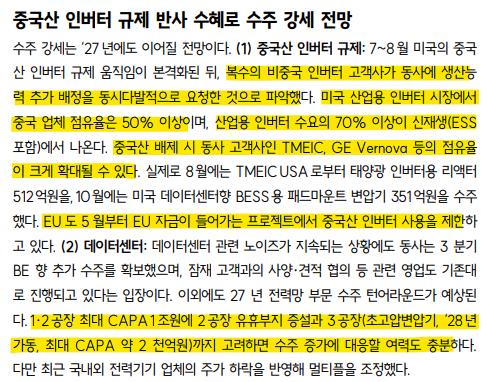 중국산 인버터 규제 반사 수혜로 수주 강세 전망
수주 강세는 ‘27년에도 이어질 전망이다. (1) 중국산 인버터 규제: 7~8월 미국의 중국
산 인버터 규제 움직임이 본격화된 뒤, 복수의 비중국 인버터 고객사가 동사에 생산능
력 추가 배정을 동시다발적으로 요청한 것으로 파악했다. 미국 산업용 인버터 시장에서
중국 업체 점유율은 50% 이상이며, 산업용 인버터 수요의 70% 이상이 신재생(ESS
포함)에서 나온다. 중국산 배제 시 동사 고객사인 TMEIC, GE Vernova 등의 점유율
이 크게 확대될 수 있다. 실제로 8월에는 TMEIC USA로부터 태양광 인버터용 리액터
512억원을, 10월에는 미국 데이터센터향 BESS용 패드마운트 변압기 351억원을 수주
했다. EU도 5월부터 EU 자금이 들어가는 프로젝트에서 중국산 인버터 사용을 제한하
고 있다. (2) 데이터센터: 데이터센터 관련 노이즈가 지속되는 상황에도 동사는 3분기
BE향 추가 수주를 확보했으며, 잠재 고객과의 사양·견적 협의 등 관련 영업도 기존대
로 진행되고 있다는 입장이다. 이외에도 27년 전력망 부문 수주 턴어라운드가 예상된
다. 1·2공장 최대 CAPA 1조원에 2공장 유휴부지 증설과 3공장(초고압변압기, ‘28년
가동, 최대 CAPA 약 2천억원)까지 고려하면 수주 증가에 대응할 여력도 충분하다.
다만 최근 국내외 전력기기 업체의 주가 하락을 반영해 멀티플을 조정했다.